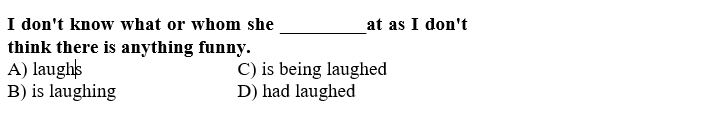 I don't know what or whom she _________at as I don't
think there is anything funny.
A) laughs C) is being laughed
B) is laughing D) had laughed